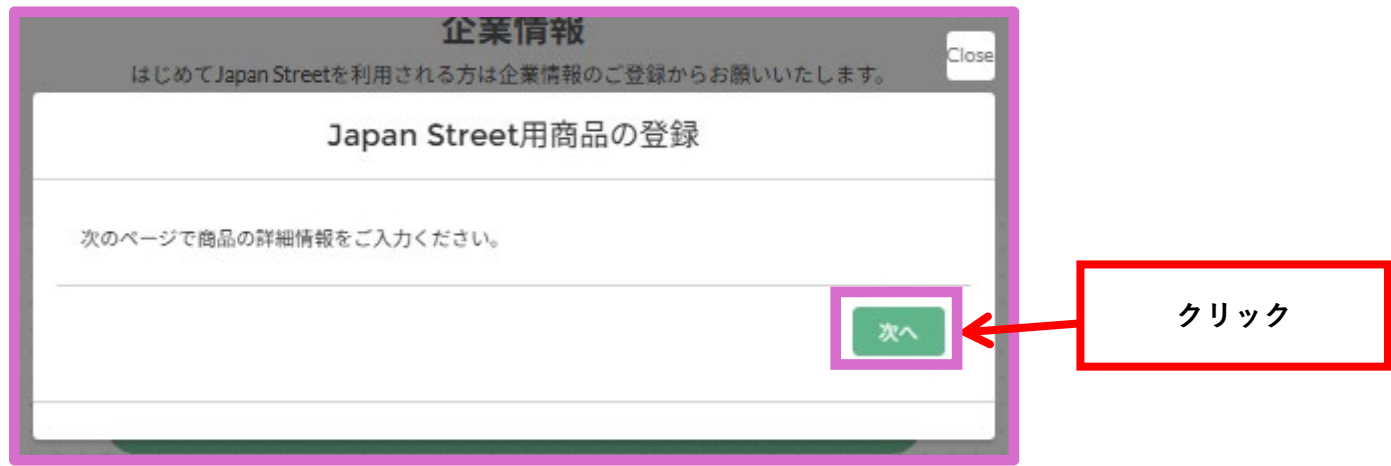 企業情報
Close
はじめてJapan Streetを利用される方は企業情報のご登録からお願いいたします。
Japan Street用商品の登録
次のページで商品の詳細情報をご入力ください。
次へ
クリック